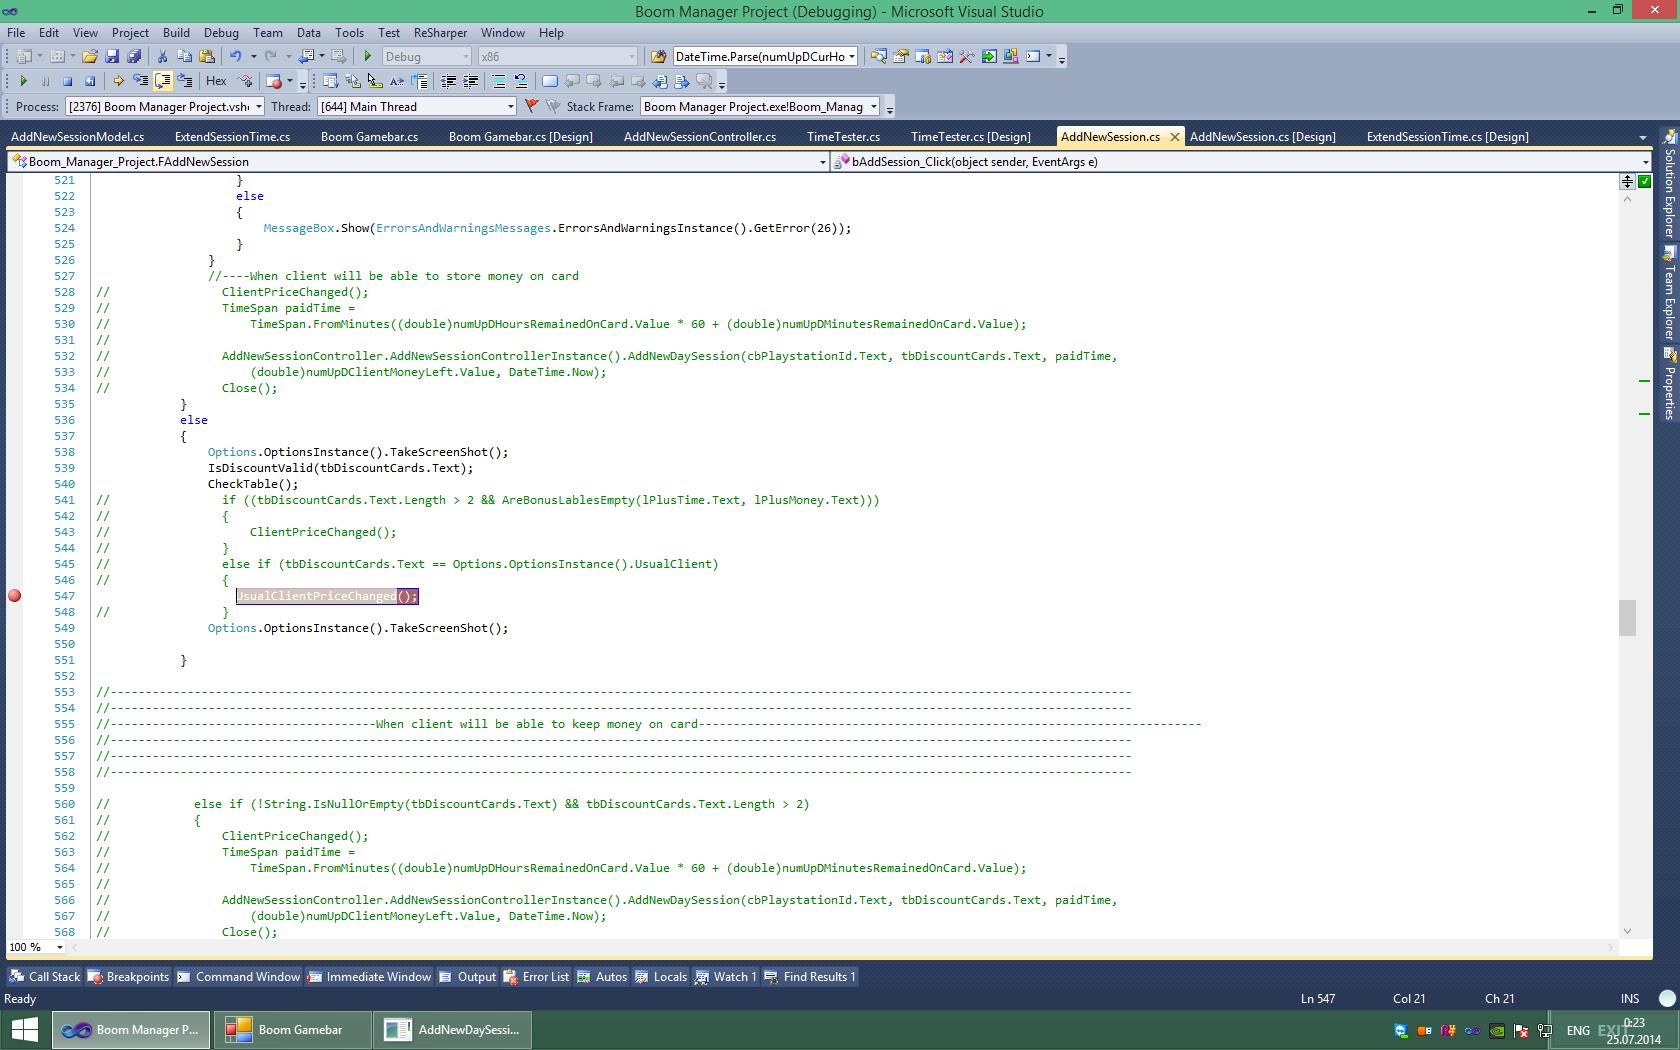 Boom Manager Project (Debugging) - Microsoft Visual Studio
File Edit View Project Build Debug Team Data Tools Test ReSharper Window Help
Debug x86 DateTime.Parse(numUpDCurHo
Hex
Process: [2376] Boom Manager Project.vsh Thread: [644] Main Thread Stack Frame: Boom Manager Project.exe!Boom_Manag
AddNewSessionModel.cs ExtendSessionTime.cs Boom Gamebar.cs Boom Gamebar.cs [Design] AddNewSessionController.cs TimeTester.cs TimeTester.cs [Design] AddNewSession.cs AddNewSession.cs [Design] ExtendSessionTime.cs [Design]
Boom_Manager_Project.FAddNewSession bAddSession_Click(object sender, EventArgs e)
521 }
522 else
523 {
524 MessageBox.Show(ErrorsAndWarningsMessages.ErrorsAndWarningsInstance().GetError(26));
525 }
526 }
527 //----When client will be able to store money on card
528 // ClientPriceChanged();
529 // TimeSpan paidTime =
530 // TimeSpan.FromMinutes((double)numUpDHoursRemainedOnCard.Value * 60 + (double)numUpDMinutesRemainedOnCard.Value);
531 //
532 // AddNewSessionController.AddNewSessionControllerInstance().AddNewDaySession(cbPlaystationId.Text, tbDiscountCards.Text, paidTime,
533 // (double)numUpDClientMoneyLeft.Value, DateTime.Now);
534 // Close();
535 }
536 else
537 {
538 Options.OptionsInstance().TakeScreenShot();
539 IsDiscountValid(tbDiscountCards.Text);
540 CheckTable();
541 // if ((tbDiscountCards.Text.Length > 2 && AreBonusLablesEmpty(lPlusTime.Text, lPlusMoney.Text)))
542 // {
543 // ClientPriceChanged();
544 // }
545 // else if (tbDiscountCards.Text == Options.OptionsInstance().UsualClient)
546 // {
547 UsualClientPriceChanged();
548 // }
549 Options.OptionsInstance().TakeScreenShot();
550
551 }
552
553 //--------------------------------------------------------------------------------------------------------------------------------------------------
554 //--------------------------------------------------------------------------------------------------------------------------------------------------
555 //--------------------------------------When client will be able to keep money on card------------------------------------------------------------------------
556 //--------------------------------------------------------------------------------------------------------------------------------------------------
557 //--------------------------------------------------------------------------------------------------------------------------------------------------
558 //--------------------------------------------------------------------------------------------------------------------------------------------------
559
560 // else if (!String.IsNullOrEmpty(tbDiscountCards.Text) && tbDiscountCards.Text.Length > 2)
561 // {
562 // ClientPriceChanged();
563 // TimeSpan paidTime =
564 // TimeSpan.FromMinutes((double)numUpDHoursRemainedOnCard.Value * 60 + (double)numUpDMinutesRemainedOnCard.Value);
565 //
566 // AddNewSessionController.AddNewSessionControllerInstance().AddNewDaySession(cbPlaystationId.Text, tbDiscountCards.Text, paidTime,
567 // (double)numUpDClientMoneyLeft.Value, DateTime.Now);
568 // Close();
100 %
Solution Explorer
Team Explorer
Properties
Call Stack Breakpoints Command Window Immediate Window Output Error List Autos Locals Watch 1 Find Results 1
Ready Ln 547 Col 21 Ch 21 INS
Boom Manager P... Boom Gamebar AddNewDaySessi... ENG EXIT 0:23
25.07.2014